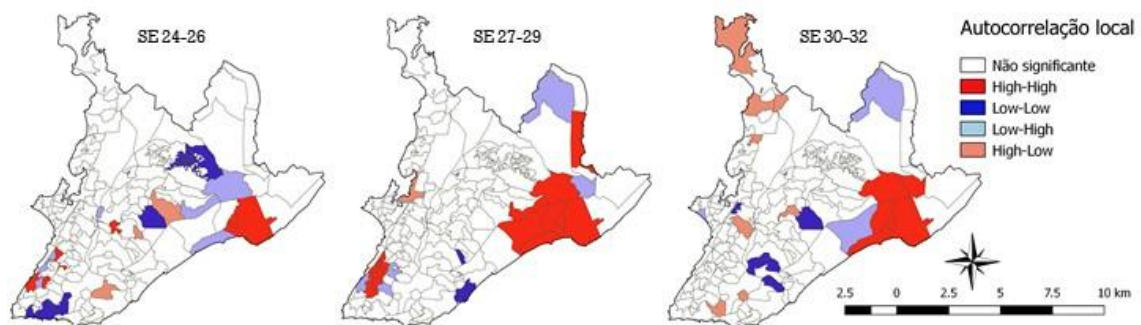 SE 24-26
SE 27-29
SE 30-32
Autocorrelação local
Não significante
High-High
Low-Low
Low-High
High-Low
2.5 0 2.5 5 7.5 10 km